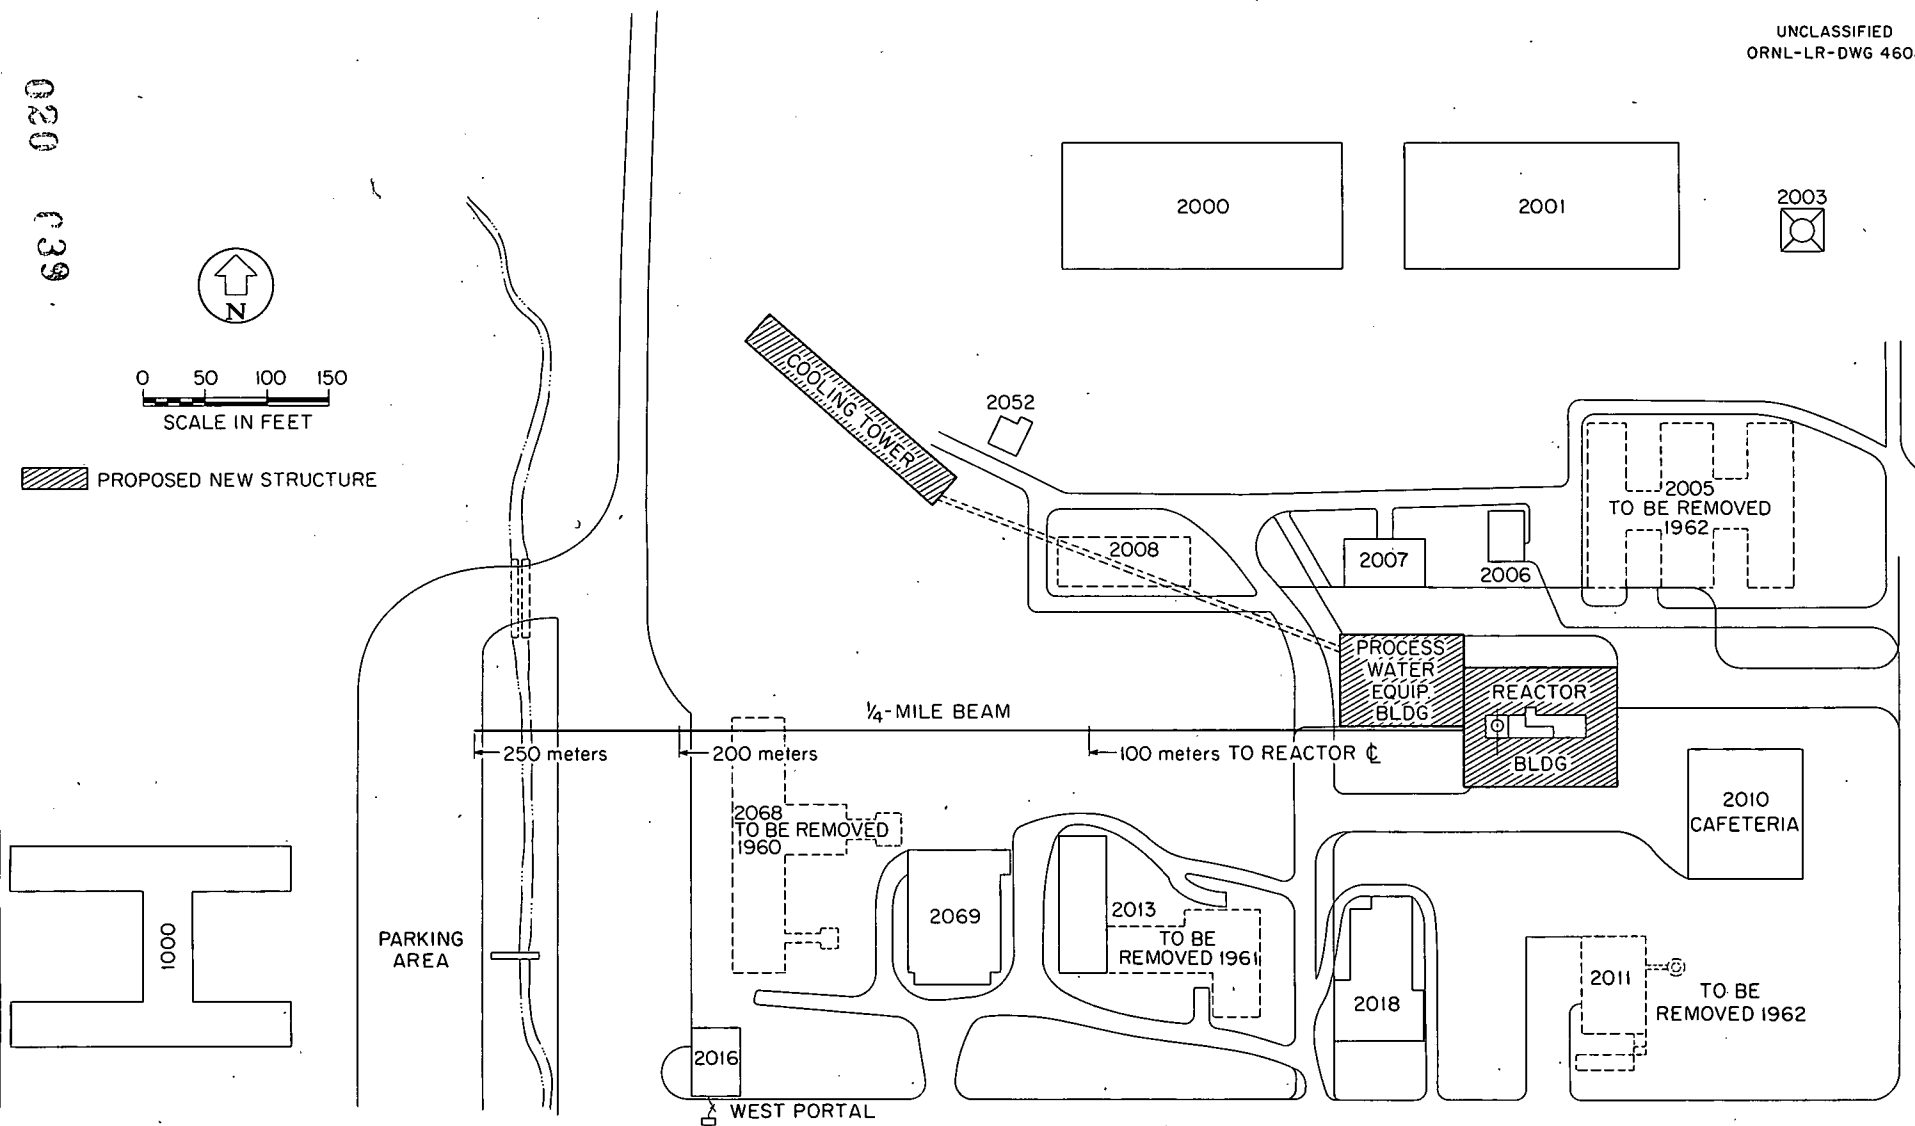 UNCLASSIFIED
ORNL-LR-DWG 460
020 039
N
0 50 100 150
SCALE IN FEET
PROPOSED NEW STRUCTURE
2000
2001
2003
COOLING TOWER
2052
2005
TO BE REMOVED
1962
2008
2007
2006
PROCESS
WATER
EQUIP.
BLDG
REACTOR
BLDG
¼-MILE BEAM
250 meters
200 meters
100 meters TO REACTOR ℄
2068
TO BE REMOVED
1960
2010
CAFETERIA
1000
PARKING
AREA
2069
2013
TO BE
REMOVED 1961
2018
2011
TO BE
REMOVED 1962
2016
WEST PORTAL